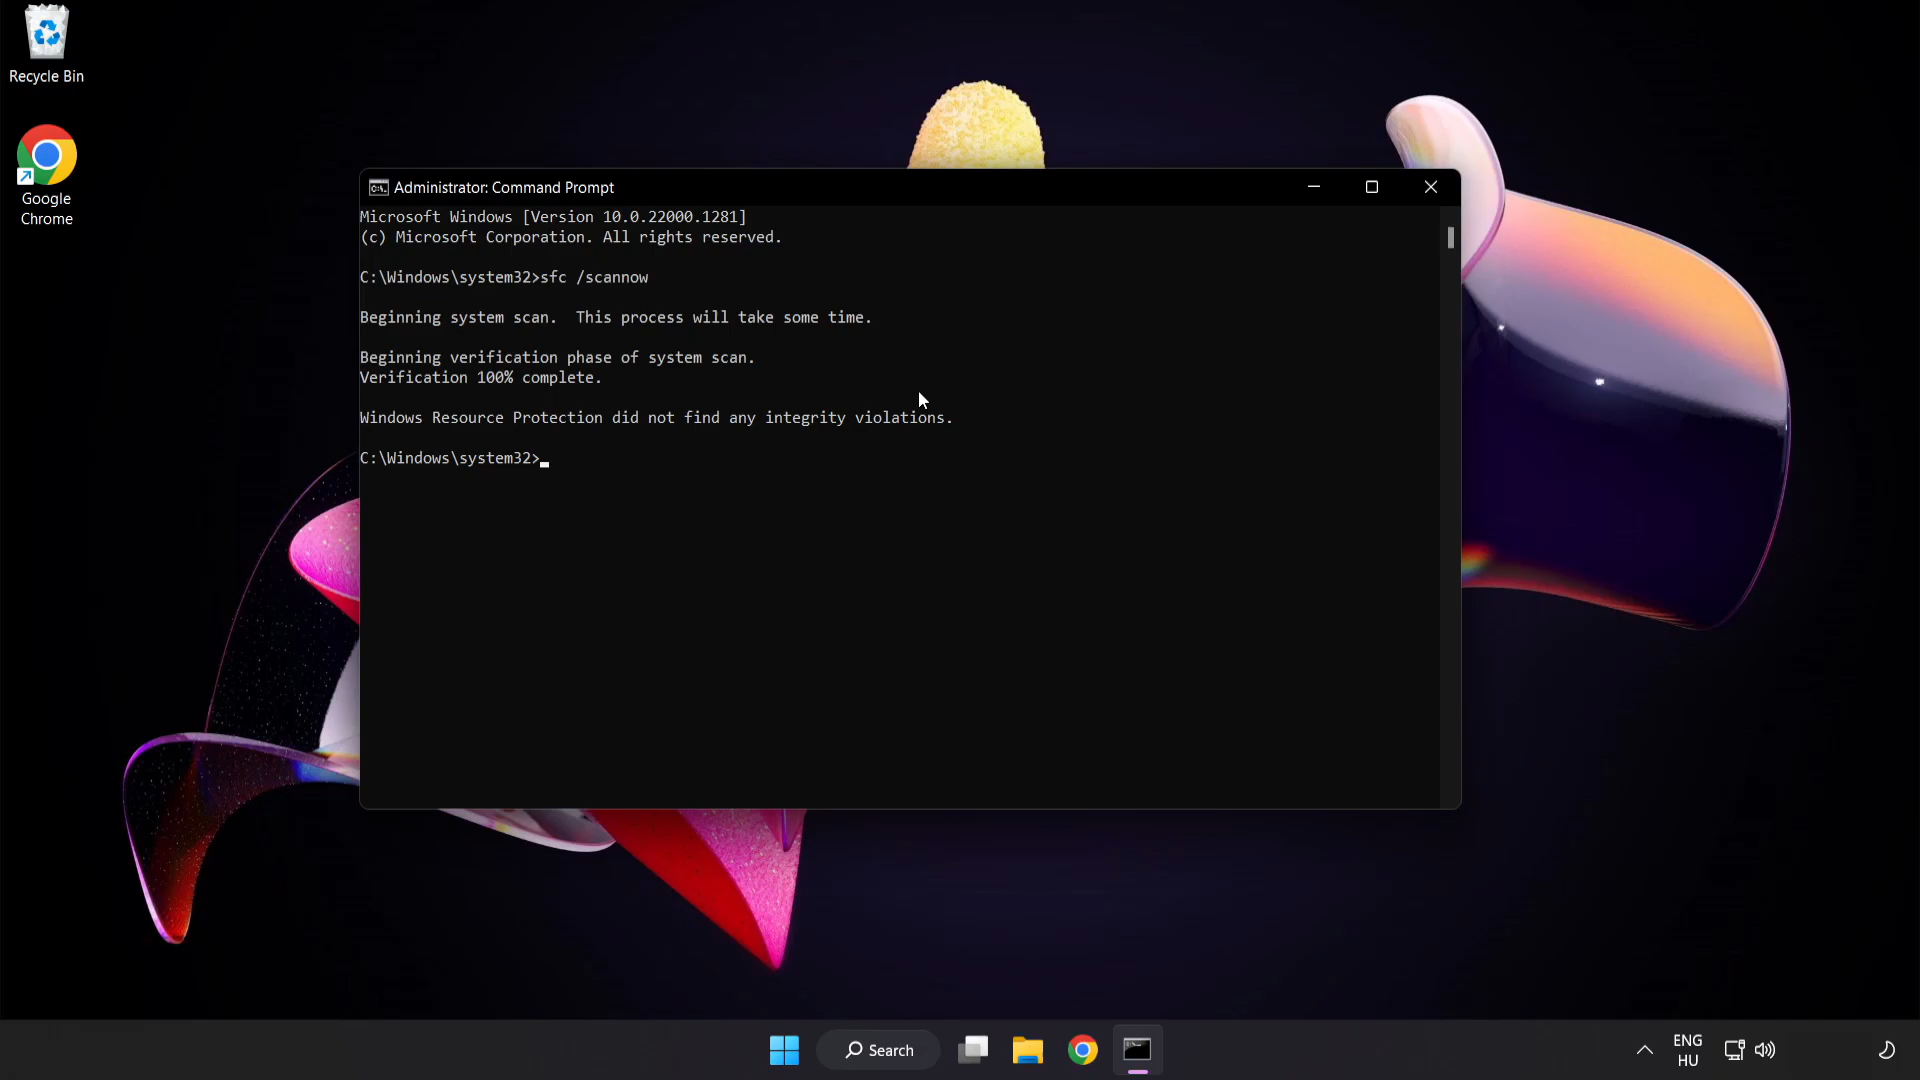 Recycle Bin
Google
Chrome
Administrator: Command Prompt
Microsoft Windows [Version 10.0.22000.1281]
(c) Microsoft Corporation. All rights reserved.
C:\Windows\system32>sfc /scannow
Beginning system scan.  This process will take some time.
Beginning verification phase of system scan.
Verification 100% complete.
Windows Resource Protection did not find any integrity violations.
C:\Windows\system32>
Search
ENG
HU